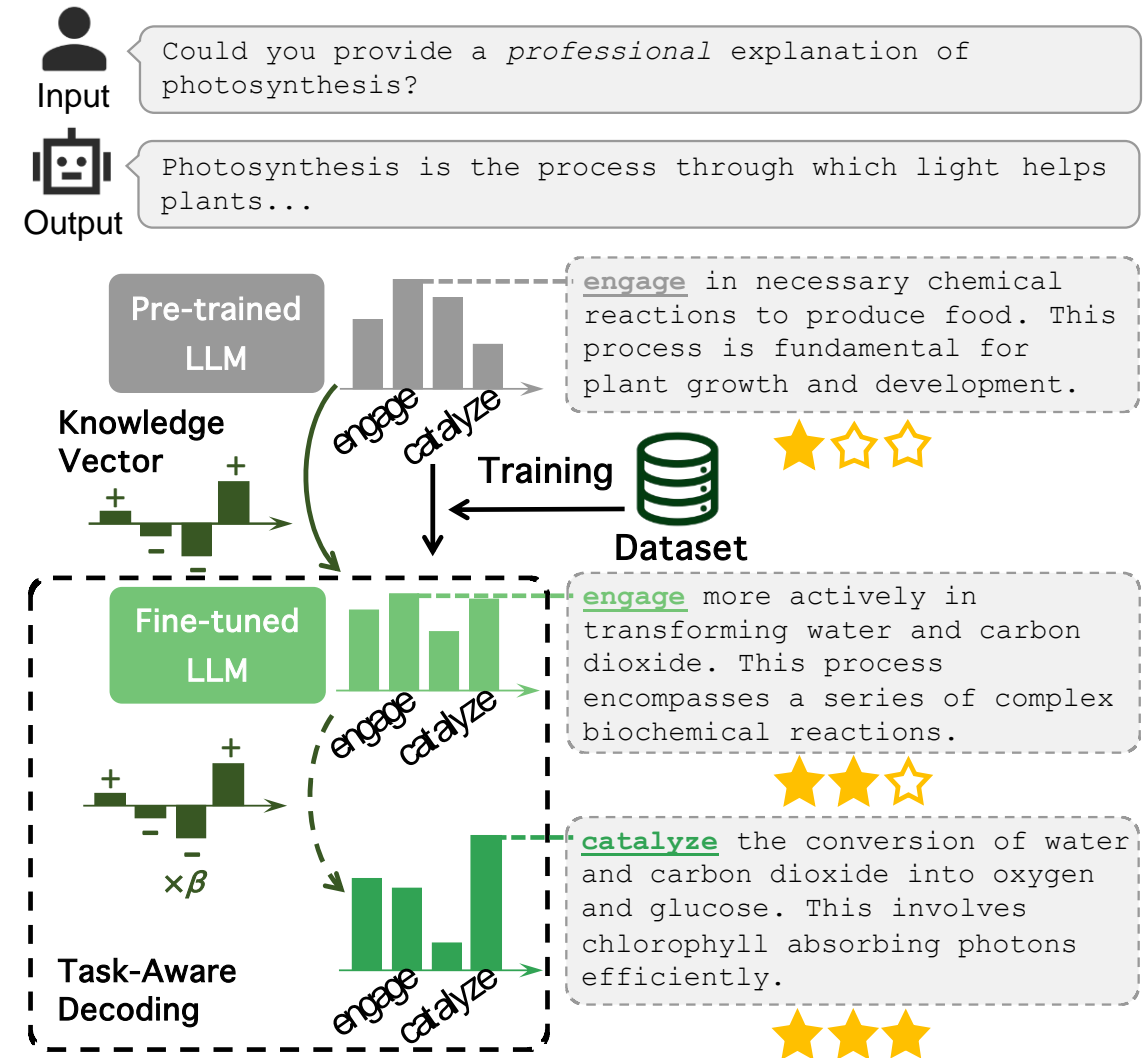 Could you provide a professional explanation of
photosynthesis?
Input
Photosynthesis is the process through which light helps
plants...
Output
Pre-trained
LLM
engage
catalyze
engage in necessary chemical
reactions to produce food. This
process is fundamental for
plant growth and development.
Knowledge
Vector
+
+
−
−
Training
Dataset
Fine-tuned
LLM
engage
catalyze
engage more actively in
transforming water and carbon
dioxide. This process
encompasses a series of complex
biochemical reactions.
+
+
−
−
×β
catalyze the conversion of water
and carbon dioxide into oxygen
and glucose. This involves
chlorophyll absorbing photons
efficiently.
Task-Aware
Decoding
engage
catalyze